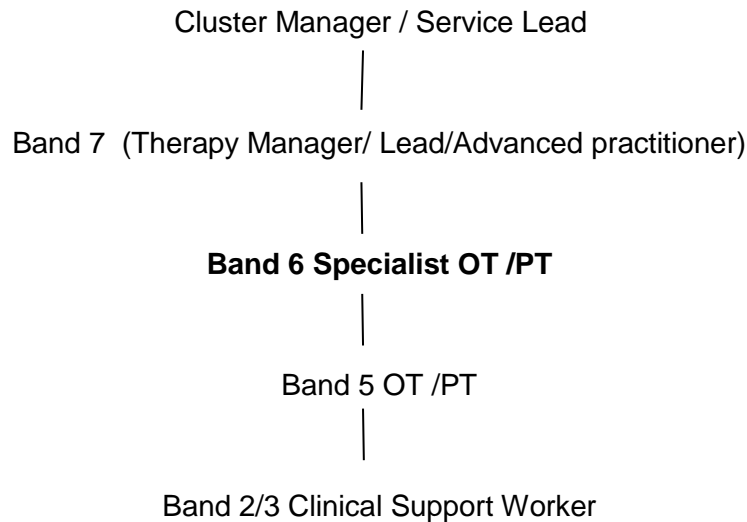 Cluster Manager / Service Lead
Band 7  (Therapy Manager/ Lead/Advanced practitioner)
Band 6 Specialist OT /PT
Band 5 OT /PT
Band 2/3 Clinical Support Worker